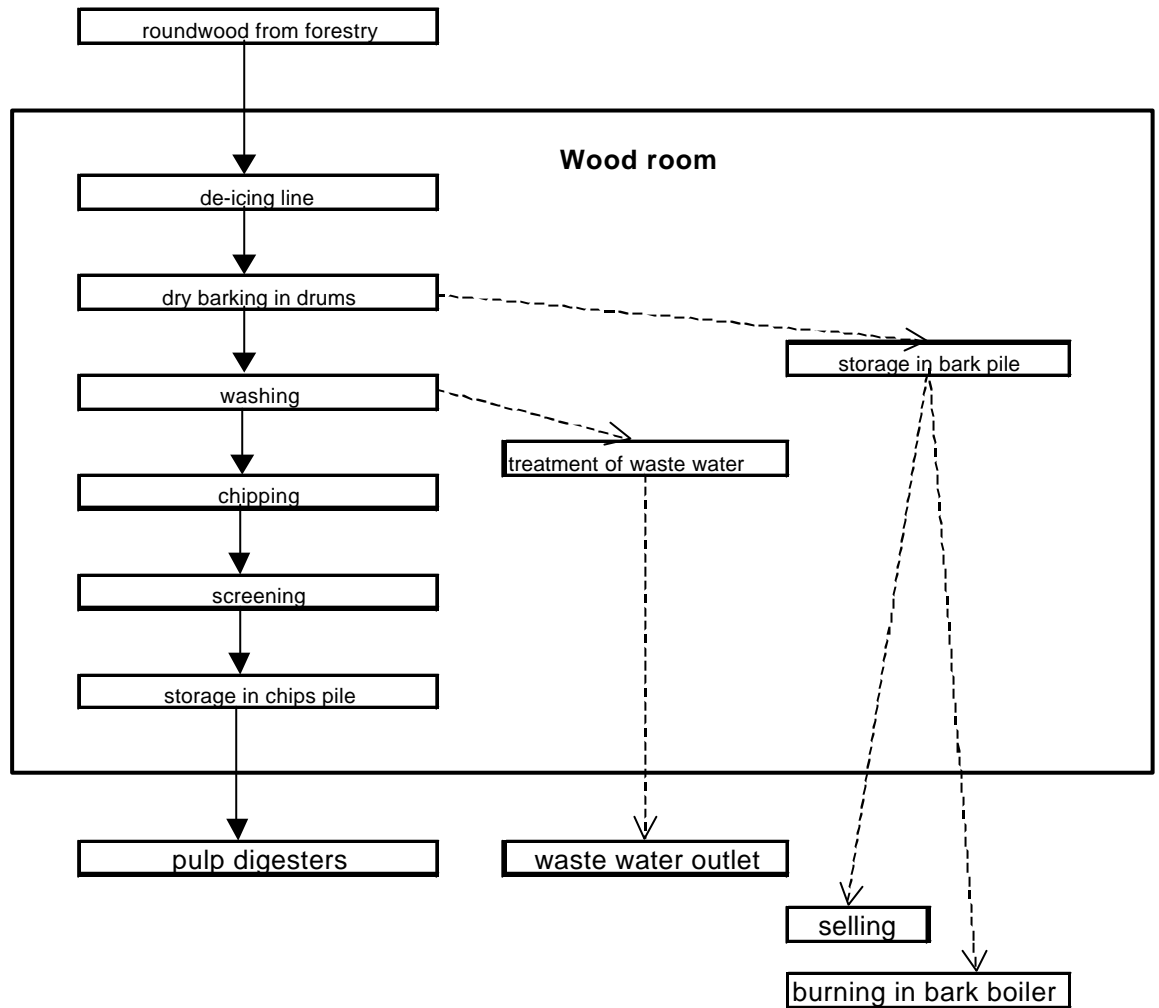 roundwood from forestry
Wood room
de-icing line
dry barking in drums
storage in bark pile
washing
treatment of waste water
chipping
screening
storage in chips pile
pulp digesters
waste water outlet
selling
burning in bark boiler